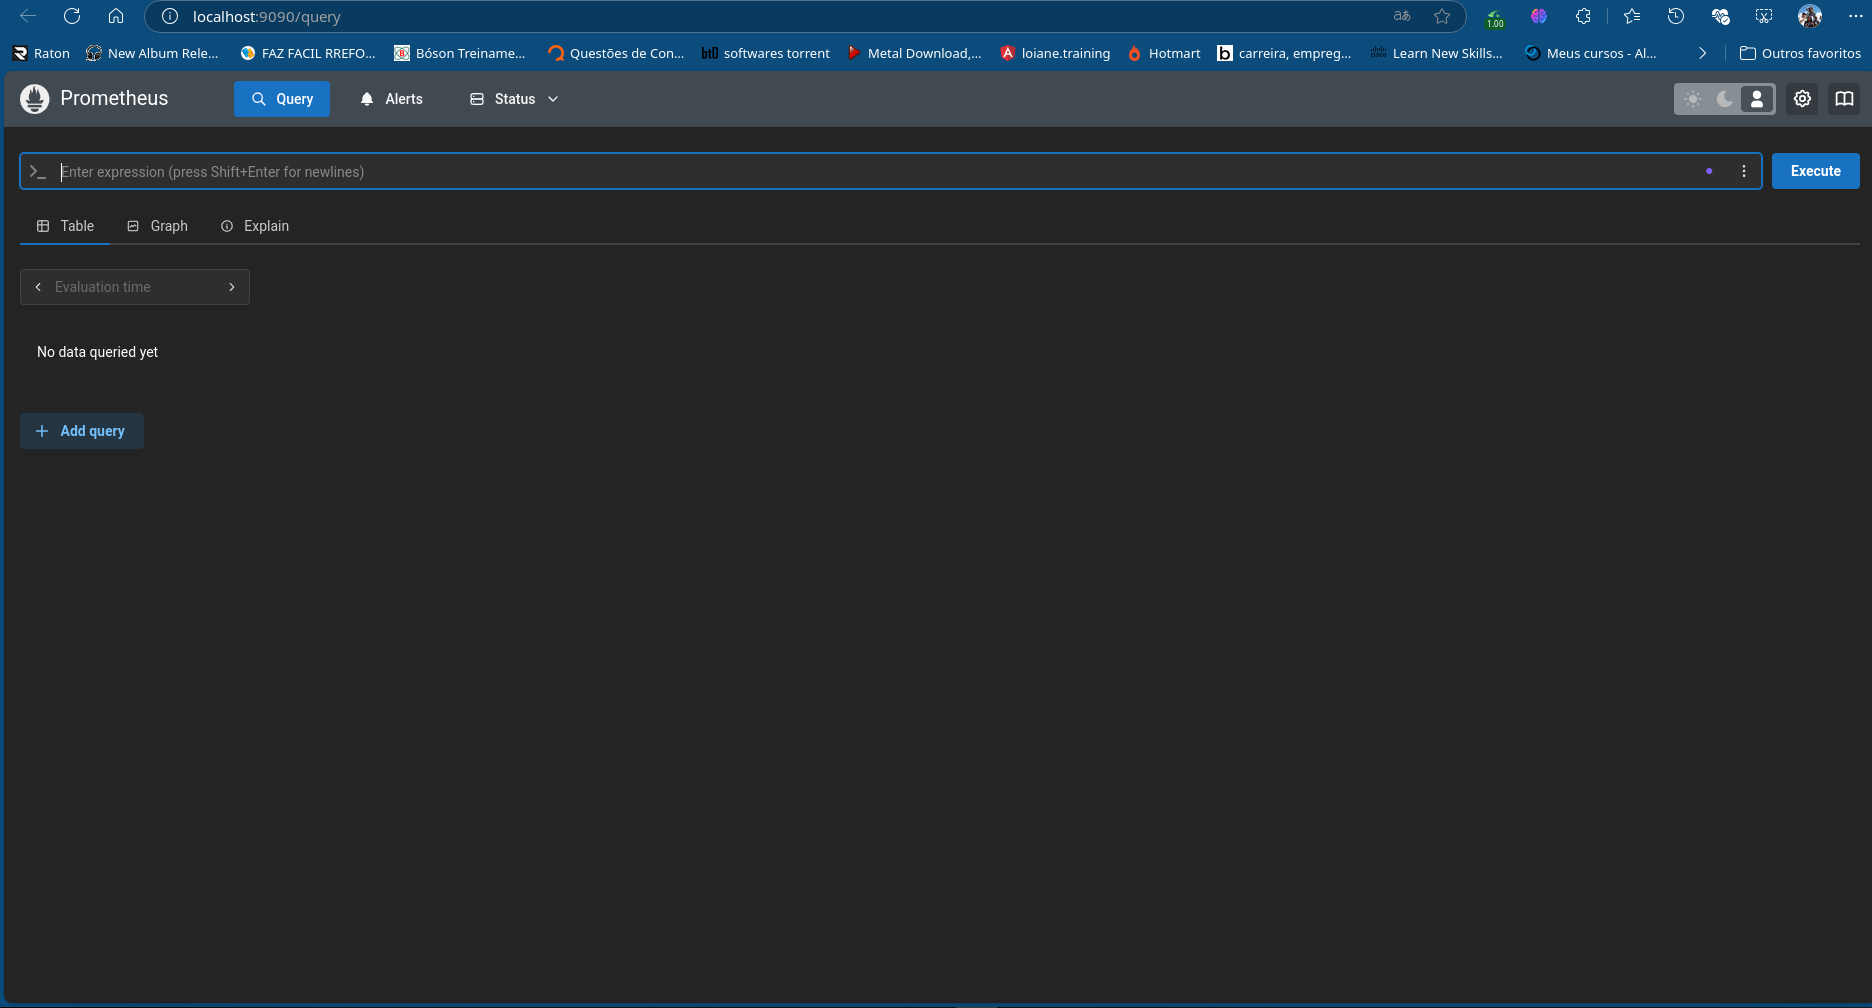 localhost:9090/query
aあ
1.00
Raton
New Album Rele...
FAZ FACIL RREFO...
Bóson Treiname...
Questões de Con...
softwares torrent
Metal Download,...
loiane.training
Hotmart
carreira, empreg...
Learn New Skills...
Meus cursos - Al...
Outros favoritos
Prometheus
Query
Alerts
Status
Enter expression (press Shift+Enter for newlines)
Execute
Table
Graph
Explain
Evaluation time
No data queried yet
Add query